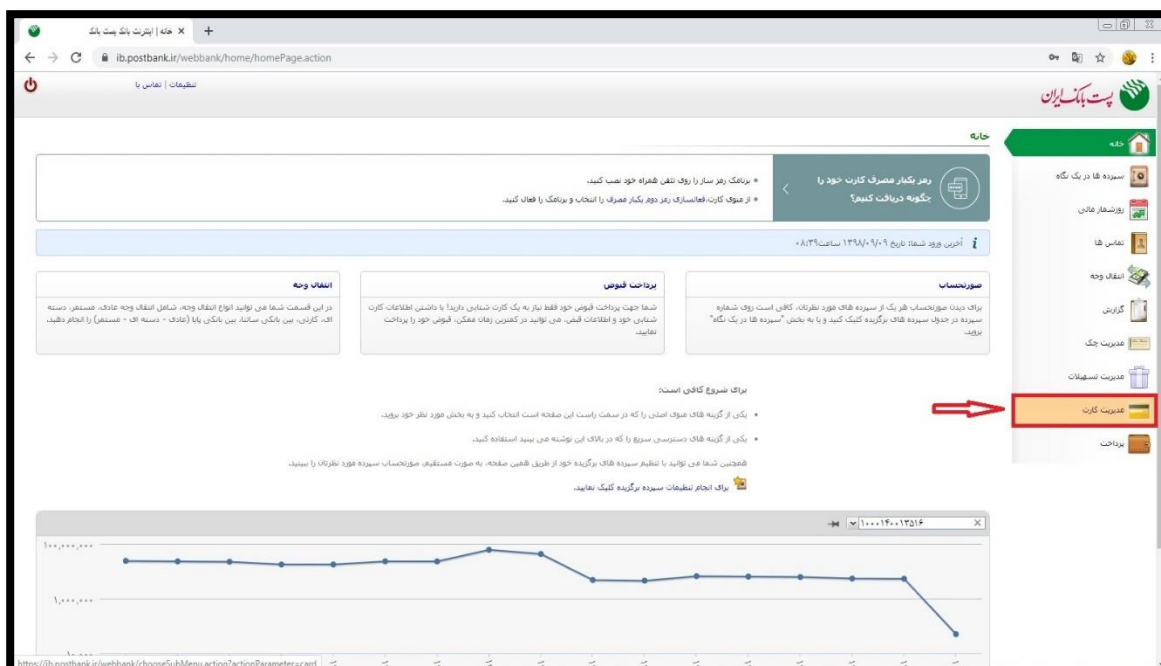 خانه | اینترنت بانک پست بانک
ib.postbank.ir/webbank/home/homePage.action
تنظیمات | تماس با
پست بانک ایران
خانه
خانه
سپرده ها در یک نگاه
روزشمار مالی
تماس ها
انتقال وجه
گزارش
مدیریت چک
مدیریت تسهیلات
مدیریت کارت
پرداخت
رمز یکبار مصرف کارت خود را
چگونه دریافت کنیم؟
برنامک رمز ساز را روی تلفن همراه خود نصب کنید.
از منوی کارت،فعالسازی رمز دوم یکبار مصرف را انتخاب و برنامک را فعال کنید.
آخرین ورود شما: تاریخ ۱۳۹۸/۰۹/۰۹ ساعت ۰۸:۳۹
صورتحساب
برای دیدن صورتحساب هر یک از سپرده های مورد نظرتان، کافی است روی شماره
سپرده در جدول سپرده های برگزیده کلیک کنید و یا به بخش "سپرده ها در یک نگاه"
بروید.
پرداخت قبوض
شما جهت پرداخت قبوض خود فقط نیاز به یک کارت شتابی دارید! با داشتن اطلاعات کارت
شتابی خود و اطلاعات قبض، می توانید در کمترین زمان ممکن، قبوض خود را پرداخت
نمایید.
انتقال وجه
در این قسمت شما می توانید انواع انتقال وجه، شامل انتقال وجه عادی، مستمر، دسته
ای، کارتی، بین بانکی ساتنا، بین بانکی پایا (عادی - دسته ای - مستمر) را انجام دهید.
برای شروع کافی است:
یکی از گزینه های منوی اصلی را که در سمت راست این صفحه است انتخاب کنید و به بخش مورد نظر خود بروید.
یکی از گزینه های دسترسی سریع را که در بالای این نوشته می بینید استفاده کنید.
همچنین شما می توانید با تنظیم سپرده های برگزیده خود از طریق همین صفحه، به صورت مستقیم، صورتحساب سپرده مورد نظرتان را ببینید.
برای انجام تنظیمات سپرده برگزیده کلیک نمایید.
۱۰۰۰۱۴۰۰۱۳۵۱۶
۱۰۰,۰۰۰,۰۰۰
۱,۰۰۰,۰۰۰
https://ib.postbank.ir/webbank/chooseSubMenu.action?actionParameter=card